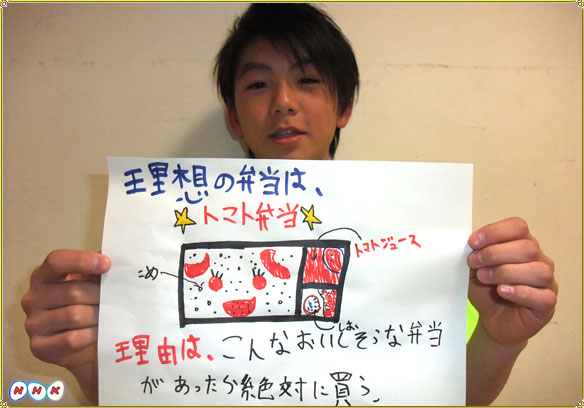 理想の弁当は、
トマト弁当
トマトジュース
こめ
しば
理由は、こんなおいしそうな弁当
があったら絶対に買う。
NHK